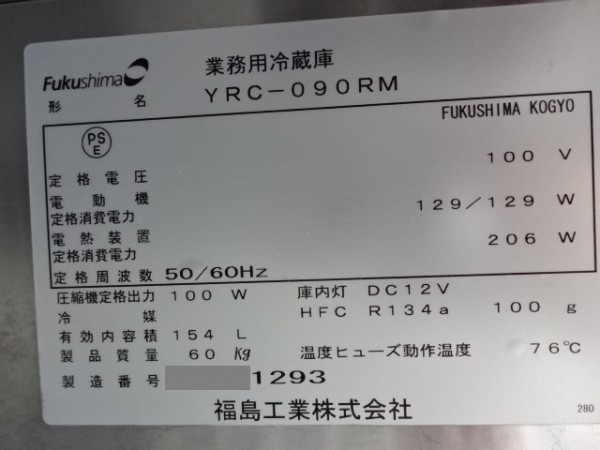 Fukushima
業務用冷蔵庫
形名 YRC-090RM
FUKUSHIMA KOGYO
PS
E
定格電圧 100 V
電動機
定格消費電力 129/129 W
電熱装置
定格消費電力 206 W
定格周波数 50/60Hz
圧縮機定格出力 100 W 庫内灯 DC12V
冷媒 HFC R134a 100 g
有効内容積 154 L
製品質量 60 Kg 温度ヒューズ動作温度 76℃
製造番号 1293
福島工業株式会社
280